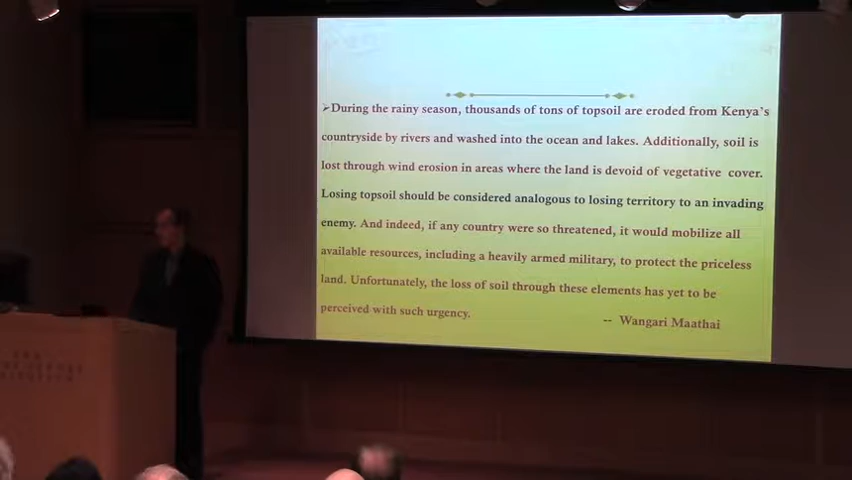 ➢During the rainy season, thousands of tons of topsoil are eroded from Kenya's
countryside by rivers and washed into the ocean and lakes. Additionally, soil is
lost through wind erosion in areas where the land is devoid of vegetative cover.
Losing topsoil should be considered analogous to losing territory to an invading
enemy. And indeed, if any country were so threatened, it would mobilize all
available resources, including a heavily armed military, to protect the priceless
land. Unfortunately, the loss of soil through these elements has yet to be
perceived with such urgency. -- Wangari Maathai